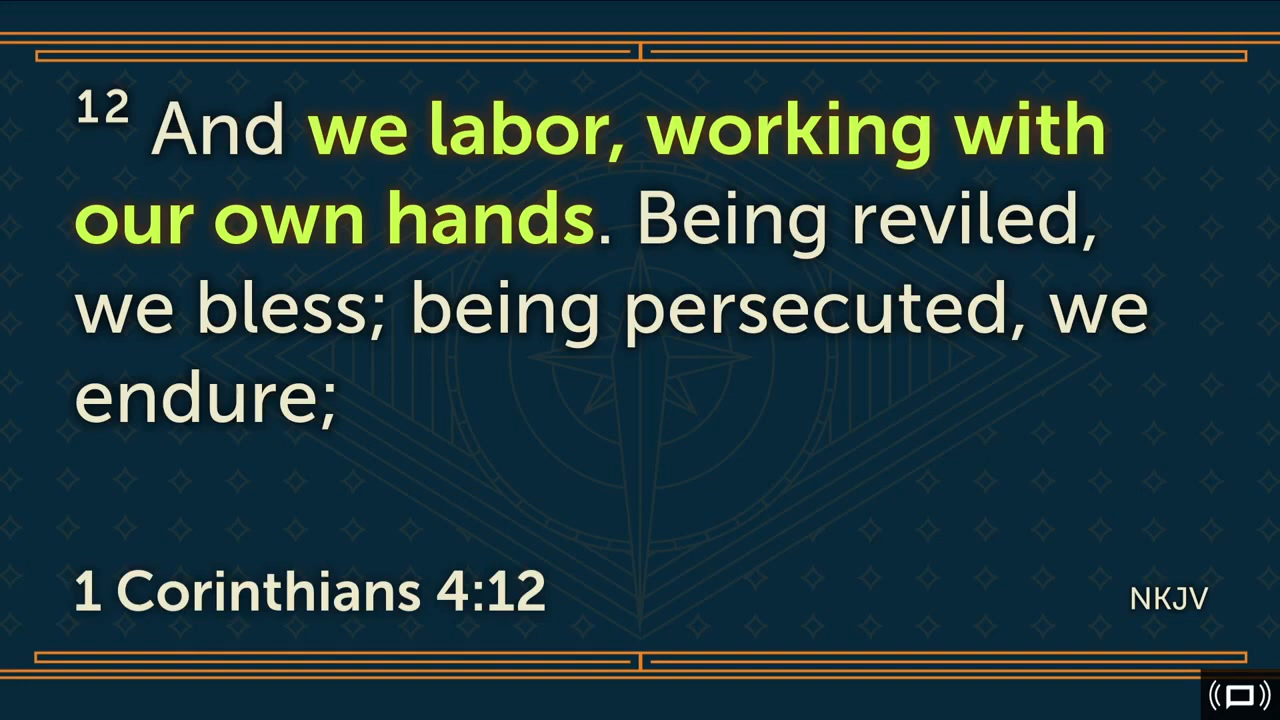 12 And we labor, working with
our own hands. Being reviled,
we bless; being persecuted, we
endure;
1 Corinthians 4:12
NKJV